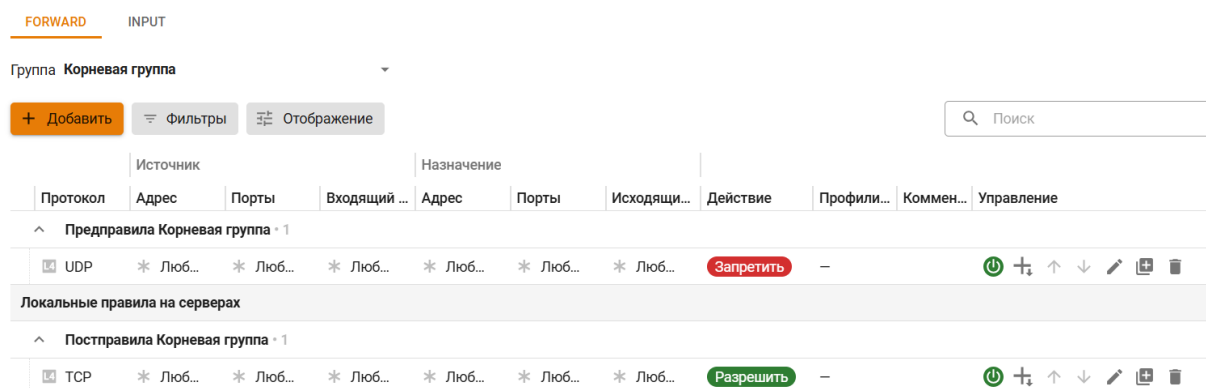 FORWARD INPUT
Группа Корневая группа
+ Добавить Фильтры Отображение Поиск
Источник Назначение
Протокол Адрес Порты Входящий ... Адрес Порты Исходящи... Действие Профили... Коммен... Управление
Предправила Корневая группа • 1
L4 UDP Люб... Люб... Люб... Люб... Люб... Люб... Запретить –
Локальные правила на серверах
Постправила Корневая группа • 1
L4 TCP Люб... Люб... Люб... Люб... Люб... Люб... Разрешить –